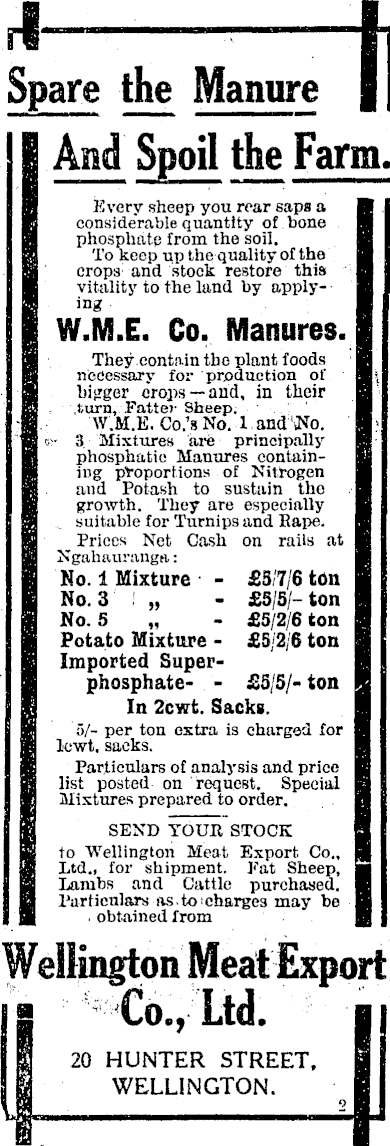 Spare the Manure
And Spoil the Farm.
Every sheep you rear saps a
considerable quantity of bone
phosphate from the soil.
To keep up the quality of the
crops and stock restore this
vitality to the land by apply-
ing
W.M.E. Co. Manures.
They contain the plant foods
necessary for production of
bigger crops—and, in their
turn, Fatter Sheep.
W.M.E. Co.'s No. 1 and No.
3 Mixtures are principally
phosphatic Manures contain-
ing proportions of Nitrogen
and Potash to sustain the
growth. They are especially
suitable for Turnips and Rape.
Prices Net Cash on rails at
Ngahauranga:
No. 1 Mixture - £5/7/6 ton
No. 3 „ - £5/5/- ton
No. 5 „ - £5/2/6 ton
Potato Mixture - £5/2/6 ton
Imported Super-
phosphate- - £5/5/- ton
In 2cwt. Sacks.
5/- per ton extra is charged for
1cwt. sacks.
Particulars of analysis and price
list posted on request. Special
Mixtures prepared to order.
SEND YOUR STOCK
to Wellington Meat Export Co.,
Ltd., for shipment. Fat Sheep,
Lambs and Cattle purchased.
Particulars as to charges may be
obtained from
Wellington Meat Export
Co., Ltd.
20 HUNTER STREET,
WELLINGTON.
2